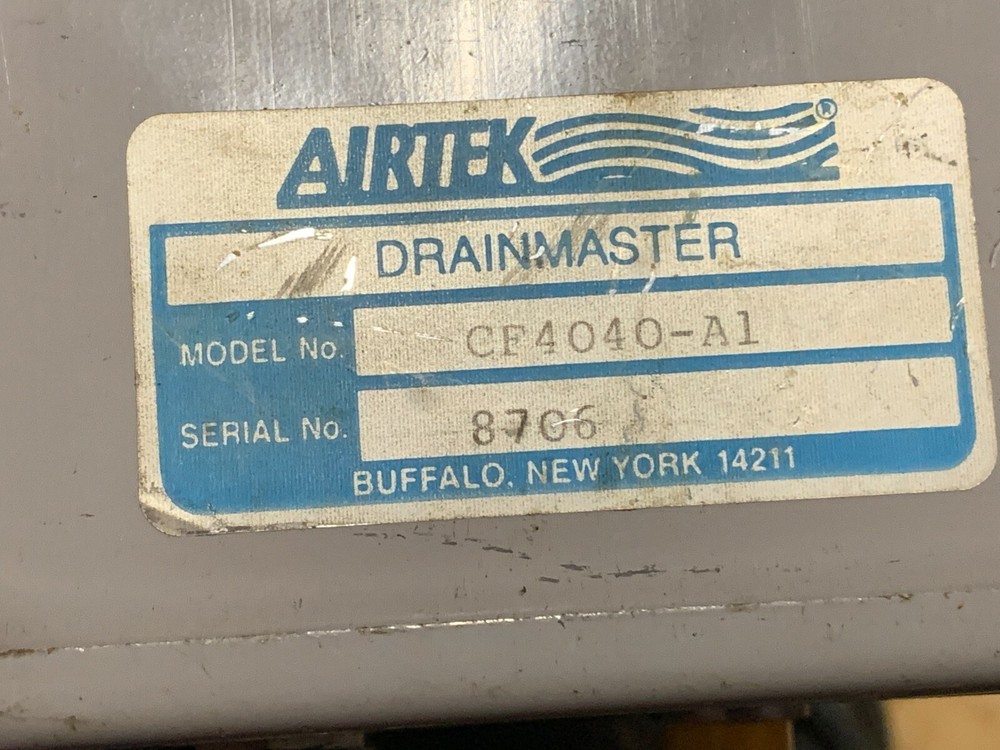 AIRTEK®
DRAINMASTER
MODEL No. CF4040-A1
SERIAL No. 8706
BUFFALO, NEW YORK 14211